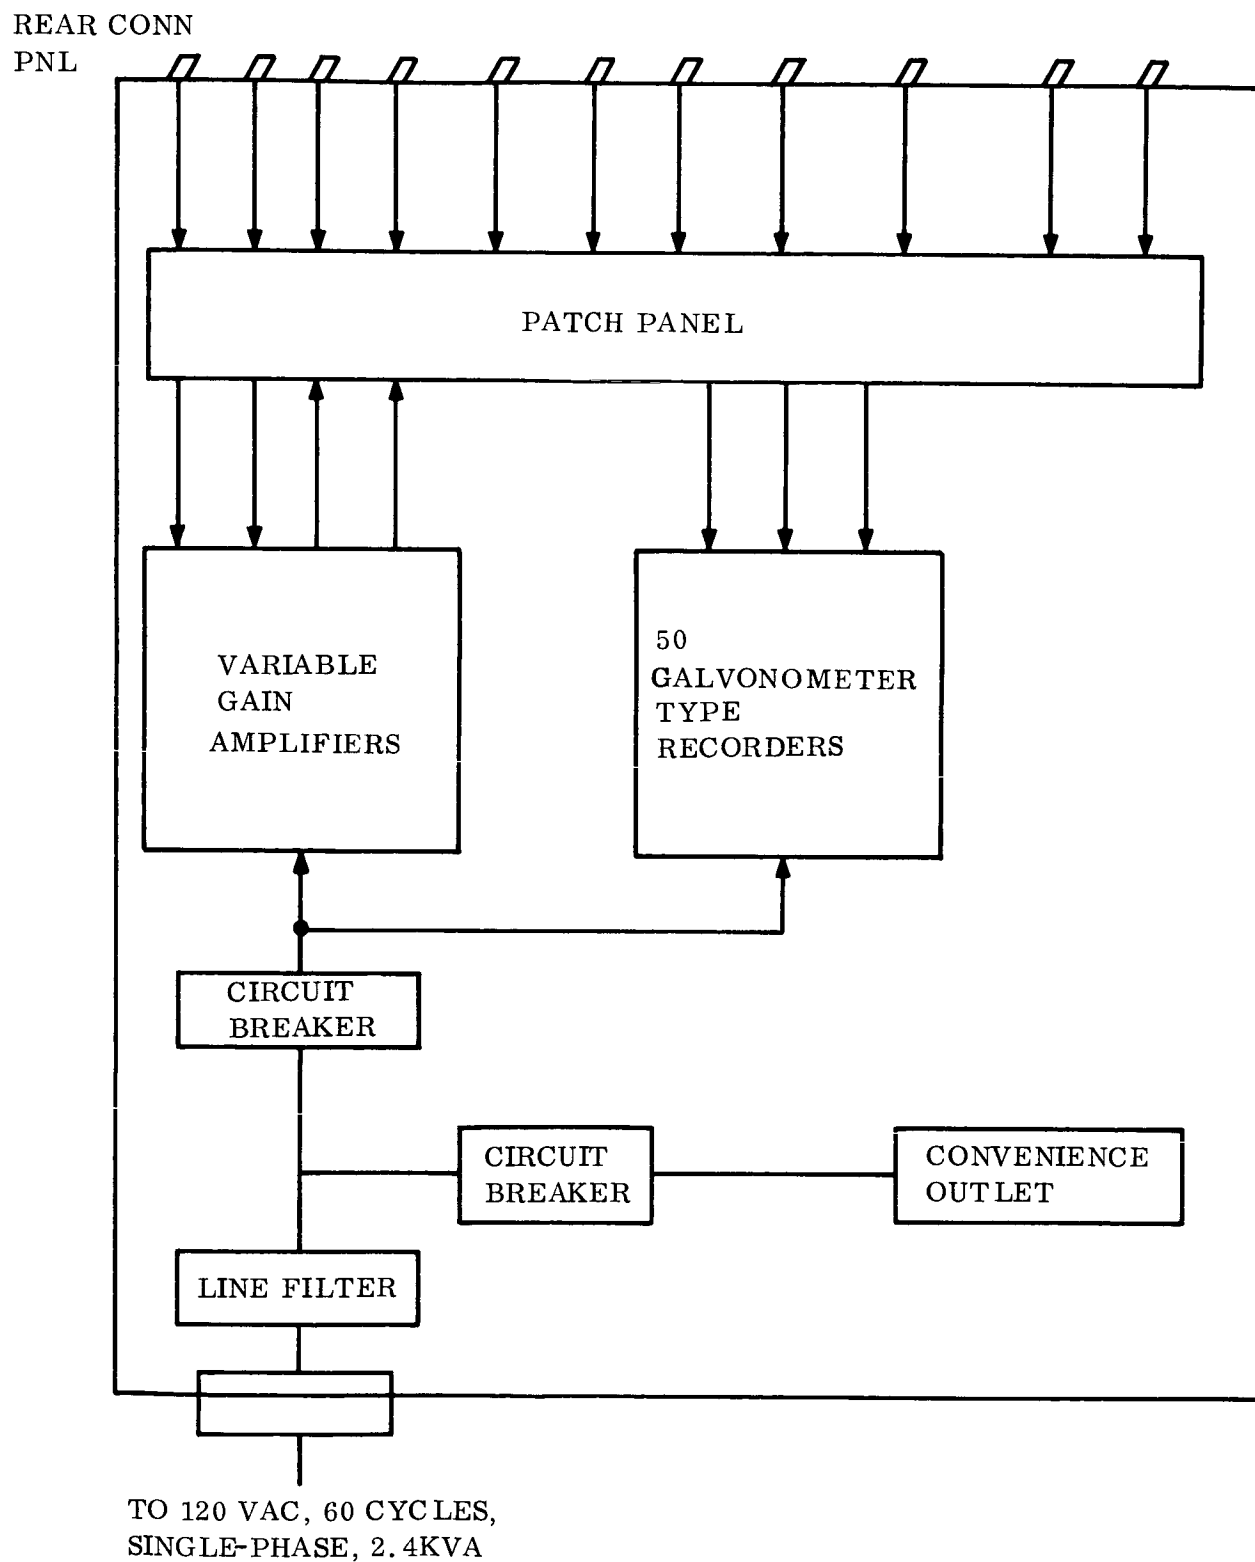 REAR CONN
PNL
PATCH PANEL
VARIABLE
GAIN
AMPLIFIERS
50
GALVONOMETER
TYPE
RECORDERS
CIRCUIT
BREAKER
CIRCUIT
BREAKER
CONVENIENCE
OUTLET
LINE FILTER
TO 120 VAC, 60 CYCLES,
SINGLE-PHASE, 2.4KVA